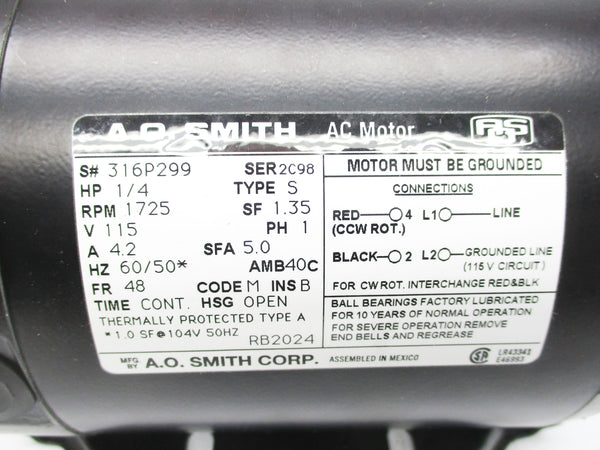 A.O. SMITH AC Motor
S# 316P299 SER 2C98
HP 1/4 TYPE S
RPM 1725 SF 1.35
V 115 PH 1
A 4.2 SFA 5.0
HZ 60/50* AMB40C
FR 48 CODE M INS B
TIME CONT. HSG OPEN
THERMALLY PROTECTED TYPE A
* 1.0 SF@104V 50HZ RB2024
MOTOR MUST BE GROUNDED
CONNECTIONS
RED 4 L1 LINE
(CCW ROT.)
BLACK 2 L2 GROUNDED LINE
(115 V CIRCUIT)
FOR CW ROT. INTERCHANGE RED&BLK
BALL BEARINGS FACTORY LUBRICATED
FOR 10 YEARS OF NORMAL OPERATION
FOR SEVERE OPERATION REMOVE
END BELLS AND REGREASE
MFG BY A.O. SMITH CORP. ASSEMBLED IN MEXICO
LR43341
E46993